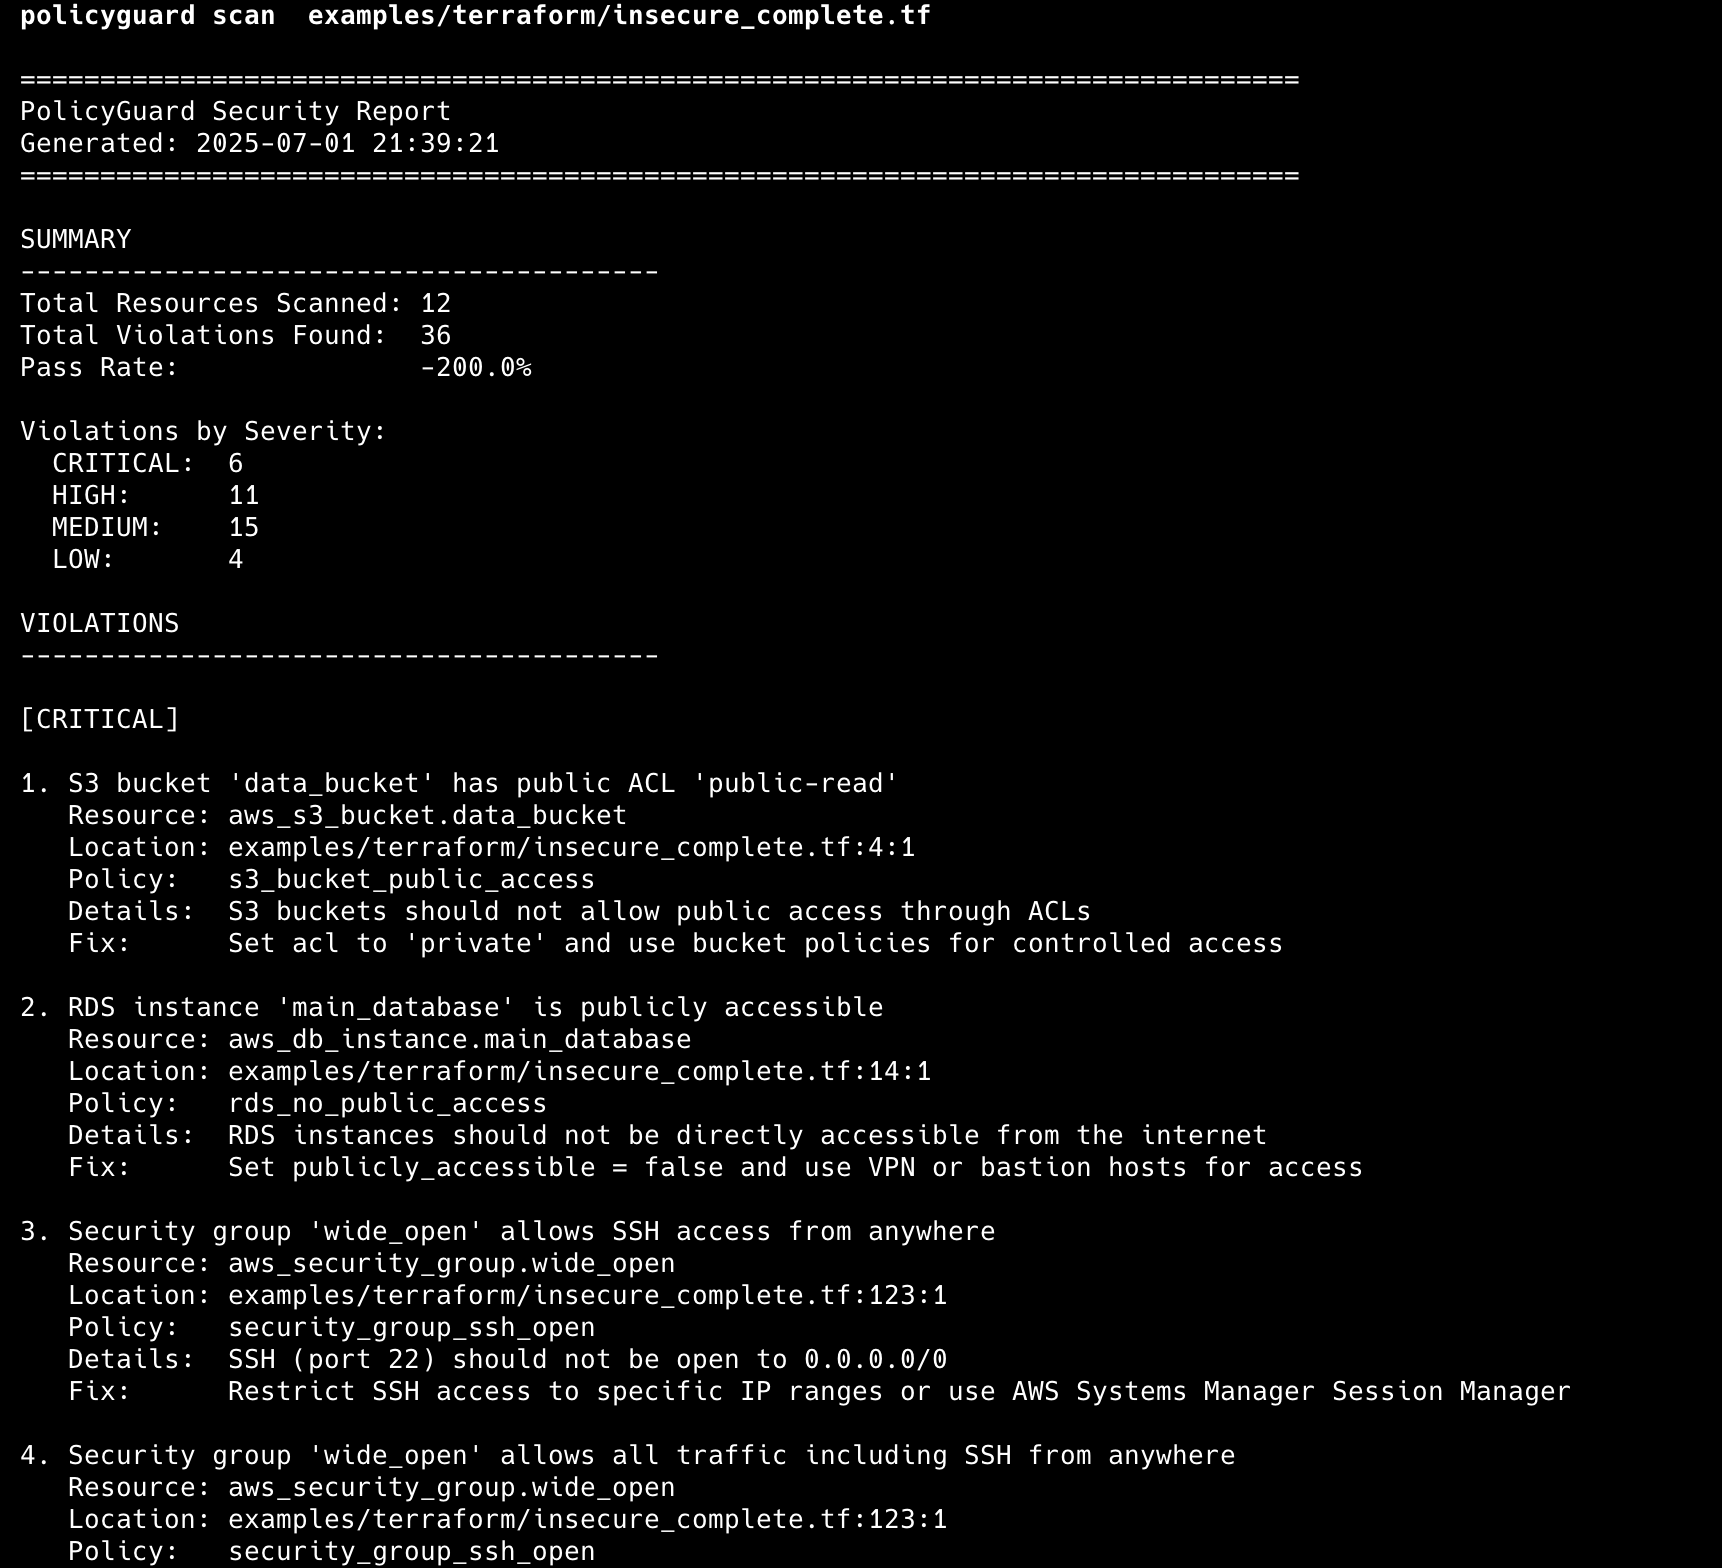 policyguard scan  examples/terraform/insecure_complete.tf
================================================================================
PolicyGuard Security Report
Generated: 2025-07-01 21:39:21
================================================================================
SUMMARY
----------------------------------------
Total Resources Scanned: 12
Total Violations Found:  36
Pass Rate:               -200.0%
Violations by Severity:
  CRITICAL:  6
  HIGH:      11
  MEDIUM:    15
  LOW:       4
VIOLATIONS
----------------------------------------
[CRITICAL]
1. S3 bucket 'data_bucket' has public ACL 'public-read'
   Resource: aws_s3_bucket.data_bucket
   Location: examples/terraform/insecure_complete.tf:4:1
   Policy:   s3_bucket_public_access
   Details:  S3 buckets should not allow public access through ACLs
   Fix:      Set acl to 'private' and use bucket policies for controlled access
2. RDS instance 'main_database' is publicly accessible
   Resource: aws_db_instance.main_database
   Location: examples/terraform/insecure_complete.tf:14:1
   Policy:   rds_no_public_access
   Details:  RDS instances should not be directly accessible from the internet
   Fix:      Set publicly_accessible = false and use VPN or bastion hosts for access
3. Security group 'wide_open' allows SSH access from anywhere
   Resource: aws_security_group.wide_open
   Location: examples/terraform/insecure_complete.tf:123:1
   Policy:   security_group_ssh_open
   Details:  SSH (port 22) should not be open to 0.0.0.0/0
   Fix:      Restrict SSH access to specific IP ranges or use AWS Systems Manager Session Manager
4. Security group 'wide_open' allows all traffic including SSH from anywhere
   Resource: aws_security_group.wide_open
   Location: examples/terraform/insecure_complete.tf:123:1
   Policy:   security_group_ssh_open